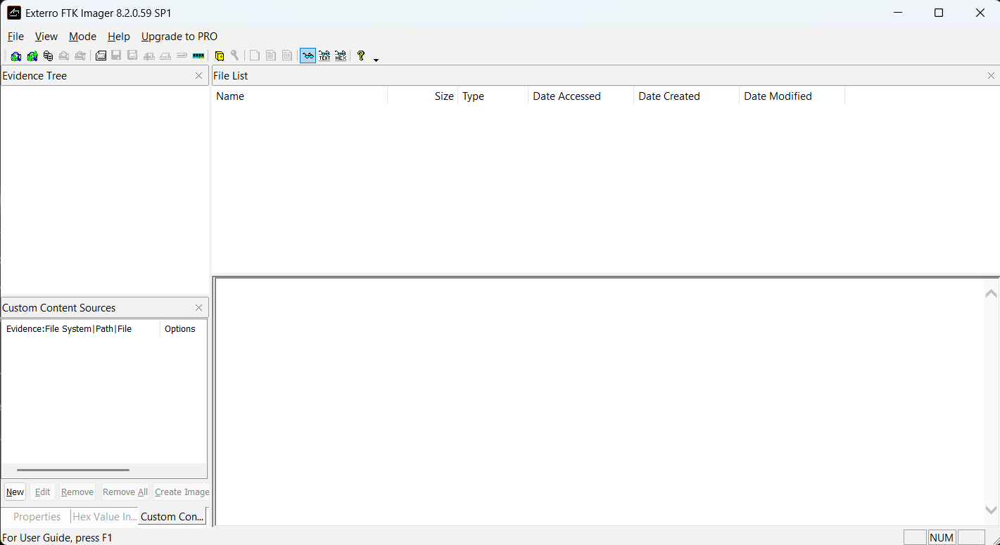 Exterro FTK Imager 8.2.0.59 SP1
File View Mode Help Upgrade to PRO
TEXT HEX
Evidence Tree
File List
Name Size Type Date Accessed Date Created Date Modified
Custom Content Sources
Evidence:File System|Path|File Options
New Edit Remove Remove All Create Image
Properties Hex Value In... Custom Con...
For User Guide, press F1
NUM